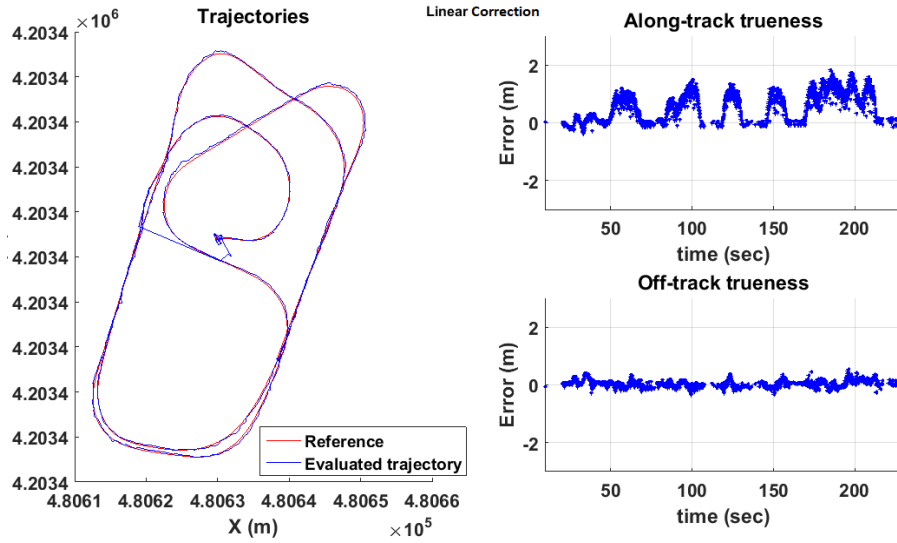 Linear Correction
Trajectories
×10^6
4.2034
4.2034
4.2034
4.2034
4.2034
4.2034
4.2034
4.2034
4.2034
4.2034
Reference
Evaluated trajectory
4.8061 4.8062 4.8063 4.8064 4.8065 4.8066
X (m)
×10^5
Along-track trueness
Error (m)
2
0
-2
50 100 150 200
time (sec)
Off-track trueness
Error (m)
2
0
-2
50 100 150 200
time (sec)